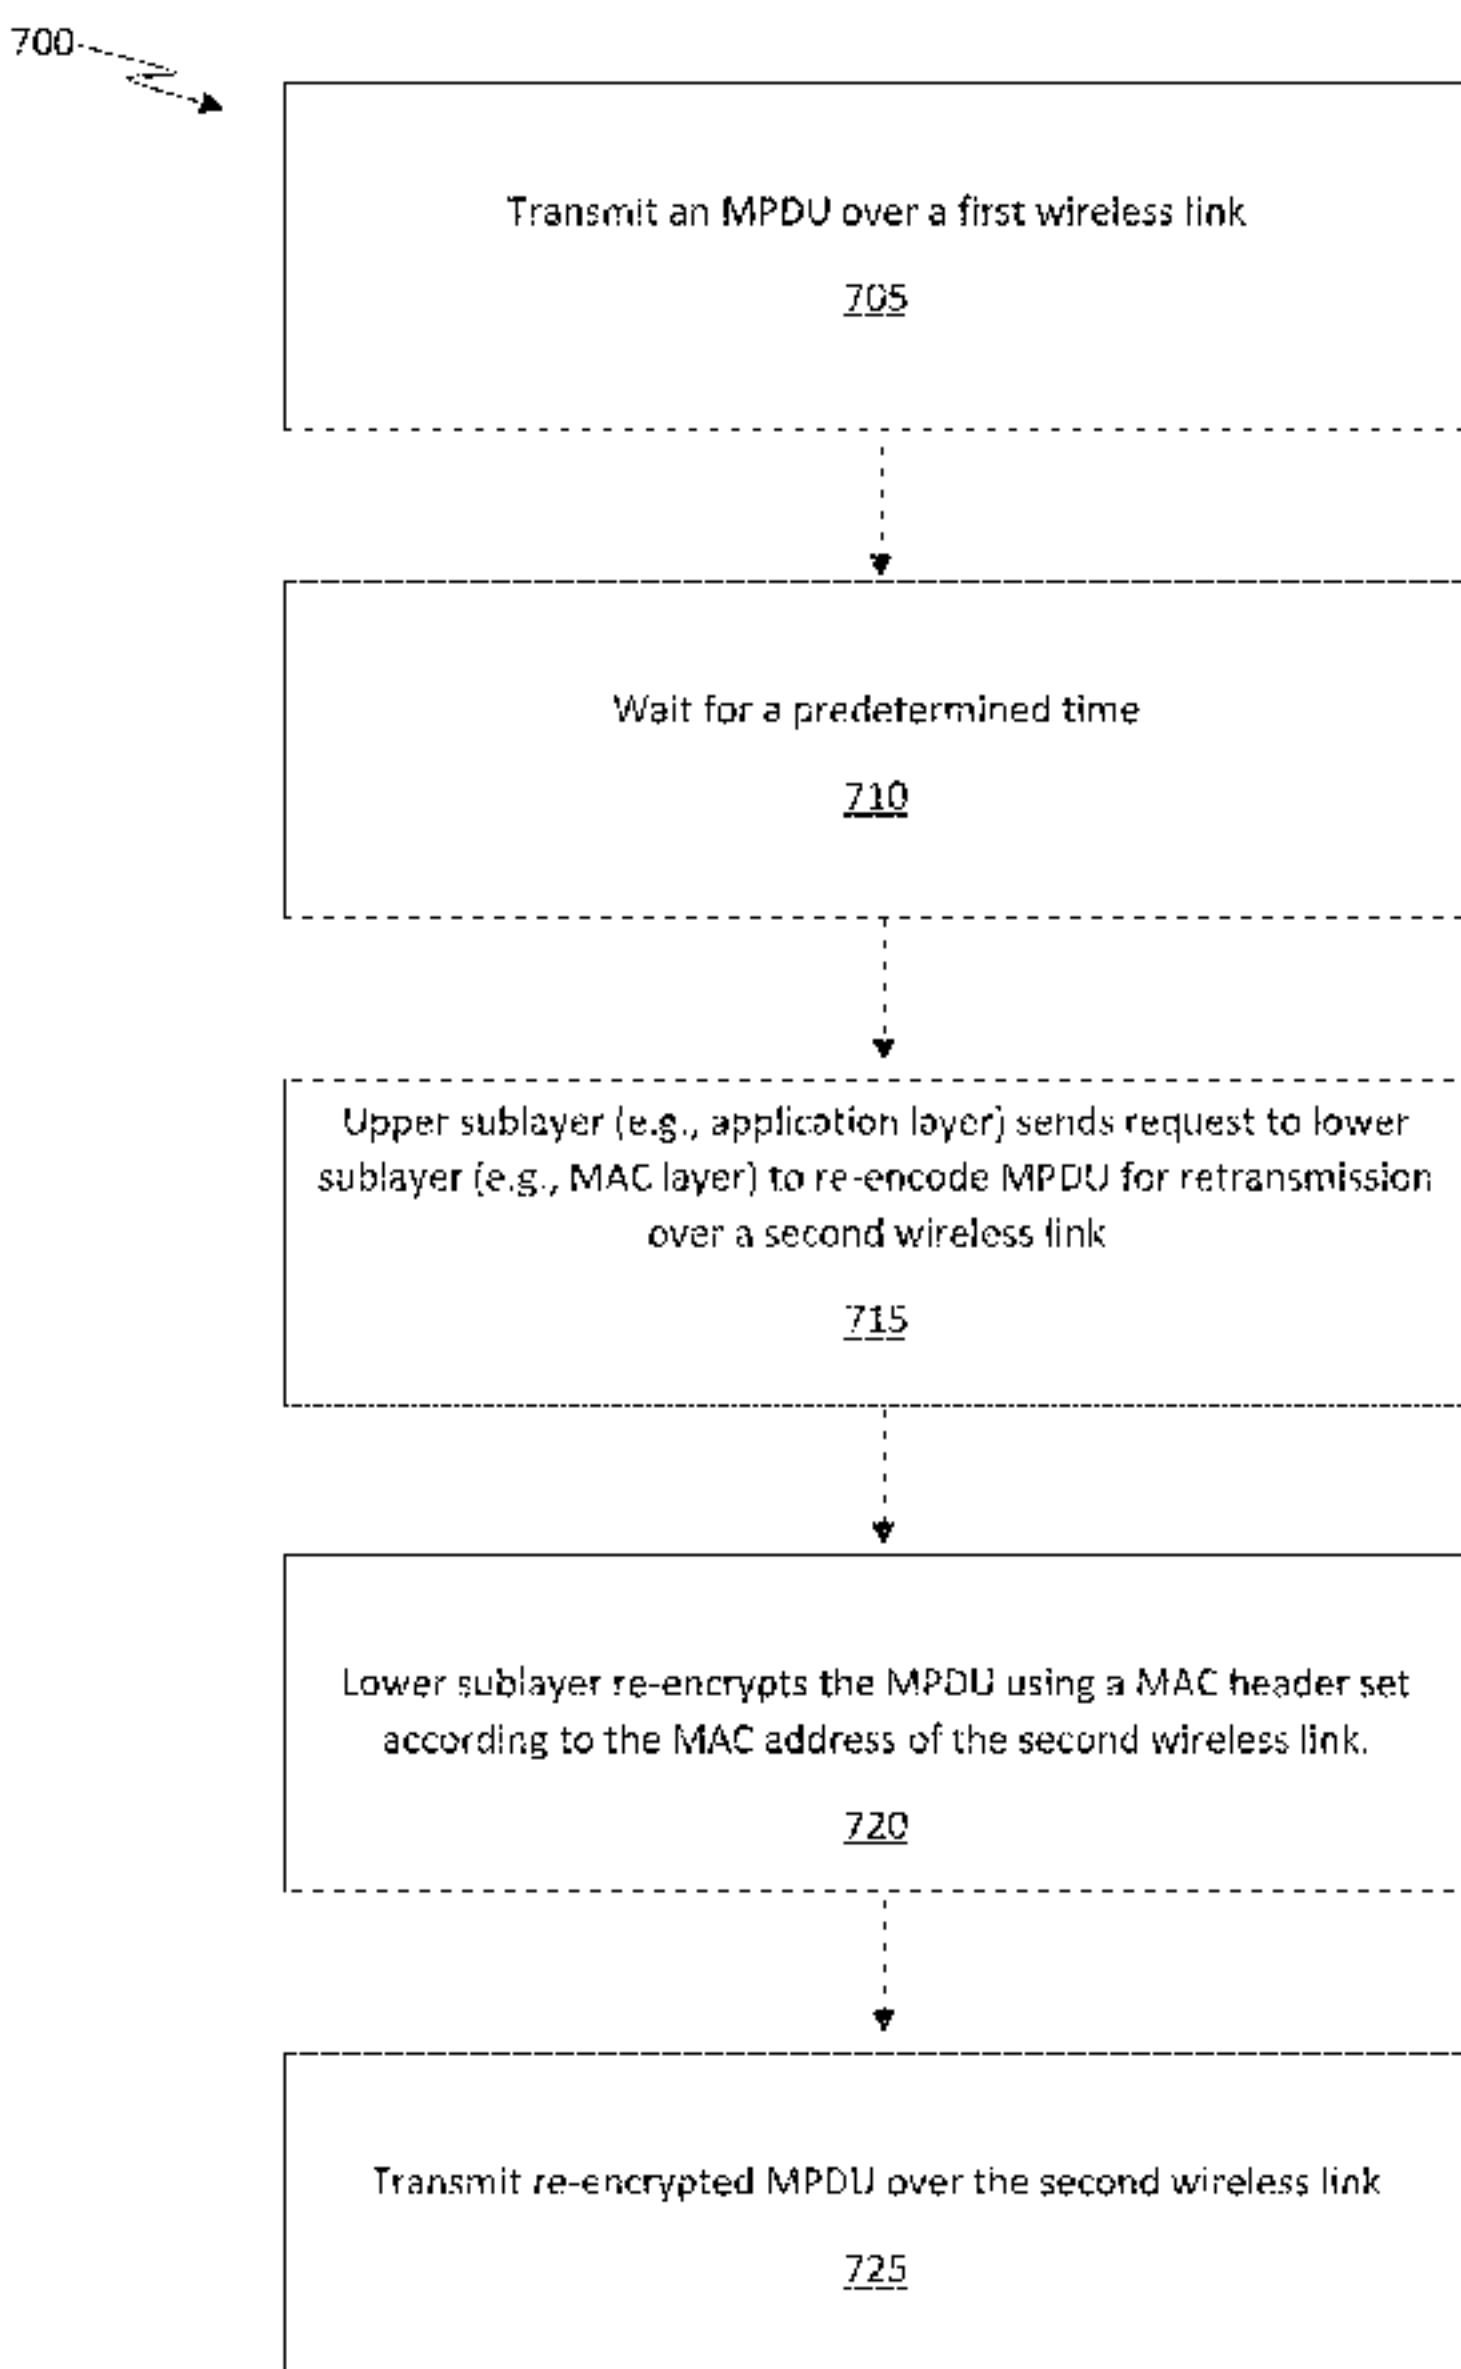 700
Transmit an MPDU over a first wireless link
705
Wait for a predetermined time
710
Upper sublayer (e.g., application layer) sends request to lower
sublayer (e.g., MAC layer) to re-encode MPDU for retransmission
over a second wireless link
715
Lower sublayer re-encrypts the MPDU using a MAC header set
according to the MAC address of the second wireless link.
720
Transmit re-encrypted MPDU over the second wireless link
725